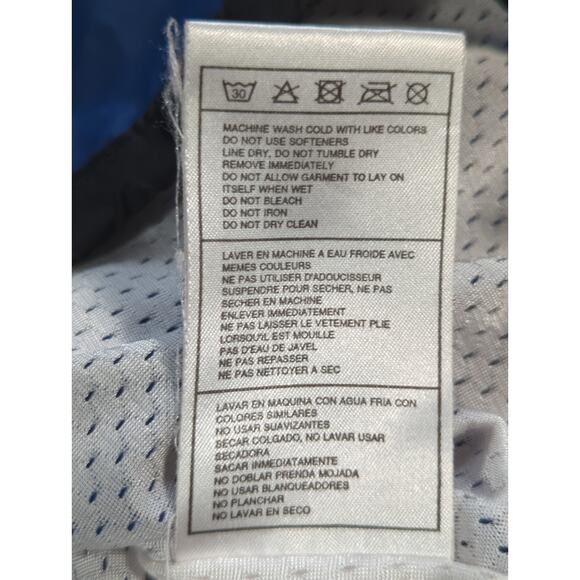 30
MACHINE WASH COLD WITH LIKE COLORS
DO NOT USE SOFTENERS
LINE DRY, DO NOT TUMBLE DRY
REMOVE IMMEDIATELY
DO NOT ALLOW GARMENT TO LAY ON
ITSELF WHEN WET
DO NOT BLEACH
DO NOT IRON
DO NOT DRY CLEAN
LAVER EN MACHINE A EAU FROIDE AVEC
MEMES COULEURS
NE PAS UTILISER D'ADOUCISSEUR
SUSPENDRE POUR SECHER, NE PAS
SECHER EN MACHINE
ENLEVER IMMEDIATEMENT
NE PAS LAISSER LE VETEMENT PLIE
LORSQU'IL EST MOUILLE
PAS D'EAU DE JAVEL
NE PAS REPASSER
NE PAS NETTOYER A SEC
LAVAR EN MAQUINA CON AGUA FRIA CON
COLORES SIMILARES
NO USAR SUAVIZANTES
SECAR COLGADO, NO LAVAR USAR
SECADORA
SACAR INMEDIATAMENTE
NO DOBLAR PRENDA MOJADA
NO USAR BLANQUEADORES
NO PLANCHAR
NO LAVAR EN SECO